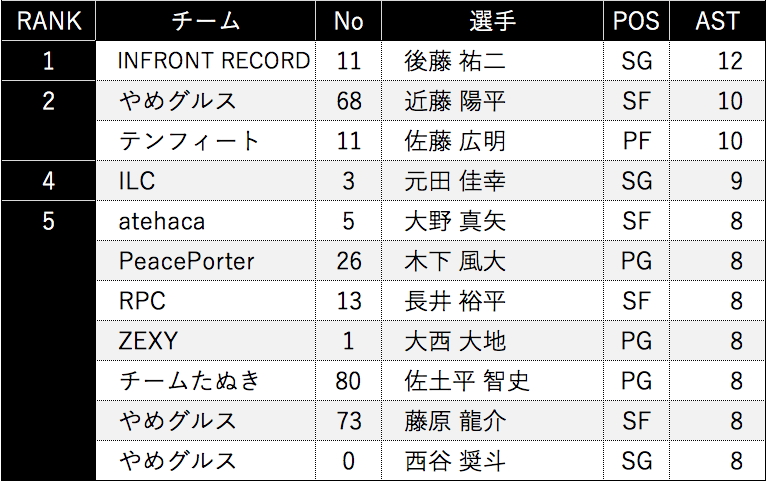 RANK チーム No 選手 POS AST
1 INFRONT RECORD 11 後藤 祐二 SG 12
2 やめグルス 68 近藤 陽平 SF 10
テンフィート 11 佐藤 広明 PF 10
4 ILC 3 元田 佳幸 SG 9
5 atehaca 5 大野 真矢 SF 8
PeacePorter 26 木下 風大 PG 8
RPC 13 長井 裕平 SF 8
ZEXY 1 大西 大地 PG 8
チームたぬき 80 佐土平 智史 PG 8
やめグルス 73 藤原 龍介 SF 8
やめグルス 0 西谷 奨斗 SG 8